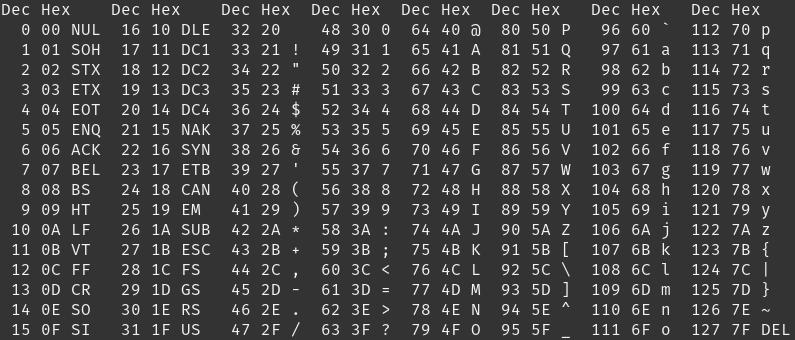 Dec Hex    Dec Hex    Dec Hex  Dec Hex  Dec Hex  Dec Hex   Dec Hex   Dec Hex
  0 00 NUL  16 10 DLE  32 20    48 30 0  64 40 @  80 50 P   96 60 `  112 70 p
  1 01 SOH  17 11 DC1  33 21 !  49 31 1  65 41 A  81 51 Q   97 61 a  113 71 q
  2 02 STX  18 12 DC2  34 22 "  50 32 2  66 42 B  82 52 R   98 62 b  114 72 r
  3 03 ETX  19 13 DC3  35 23 #  51 33 3  67 43 C  83 53 S   99 63 c  115 73 s
  4 04 EOT  20 14 DC4  36 24 $  52 34 4  68 44 D  84 54 T  100 64 d  116 74 t
  5 05 ENQ  21 15 NAK  37 25 %  53 35 5  69 45 E  85 55 U  101 65 e  117 75 u
  6 06 ACK  22 16 SYN  38 26 &  54 36 6  70 46 F  86 56 V  102 66 f  118 76 v
  7 07 BEL  23 17 ETB  39 27 '  55 37 7  71 47 G  87 57 W  103 67 g  119 77 w
  8 08 BS   24 18 CAN  40 28 (  56 38 8  72 48 H  88 58 X  104 68 h  120 78 x
  9 09 HT   25 19 EM   41 29 )  57 39 9  73 49 I  89 59 Y  105 69 i  121 79 y
 10 0A LF   26 1A SUB  42 2A *  58 3A :  74 4A J  90 5A Z  106 6A j  122 7A z
 11 0B VT   27 1B ESC  43 2B +  59 3B ;  75 4B K  91 5B [  107 6B k  123 7B {
 12 0C FF   28 1C FS   44 2C ,  60 3C <  76 4C L  92 5C \  108 6C l  124 7C |
 13 0D CR   29 1D GS   45 2D -  61 3D =  77 4D M  93 5D ]  109 6D m  125 7D }
 14 0E SO   30 1E RS   46 2E .  62 3E >  78 4E N  94 5E ^  110 6E n  126 7E ~
 15 0F SI   31 1F US   47 2F /  63 3F ?  79 4F O  95 5F _  111 6F o  127 7F DEL